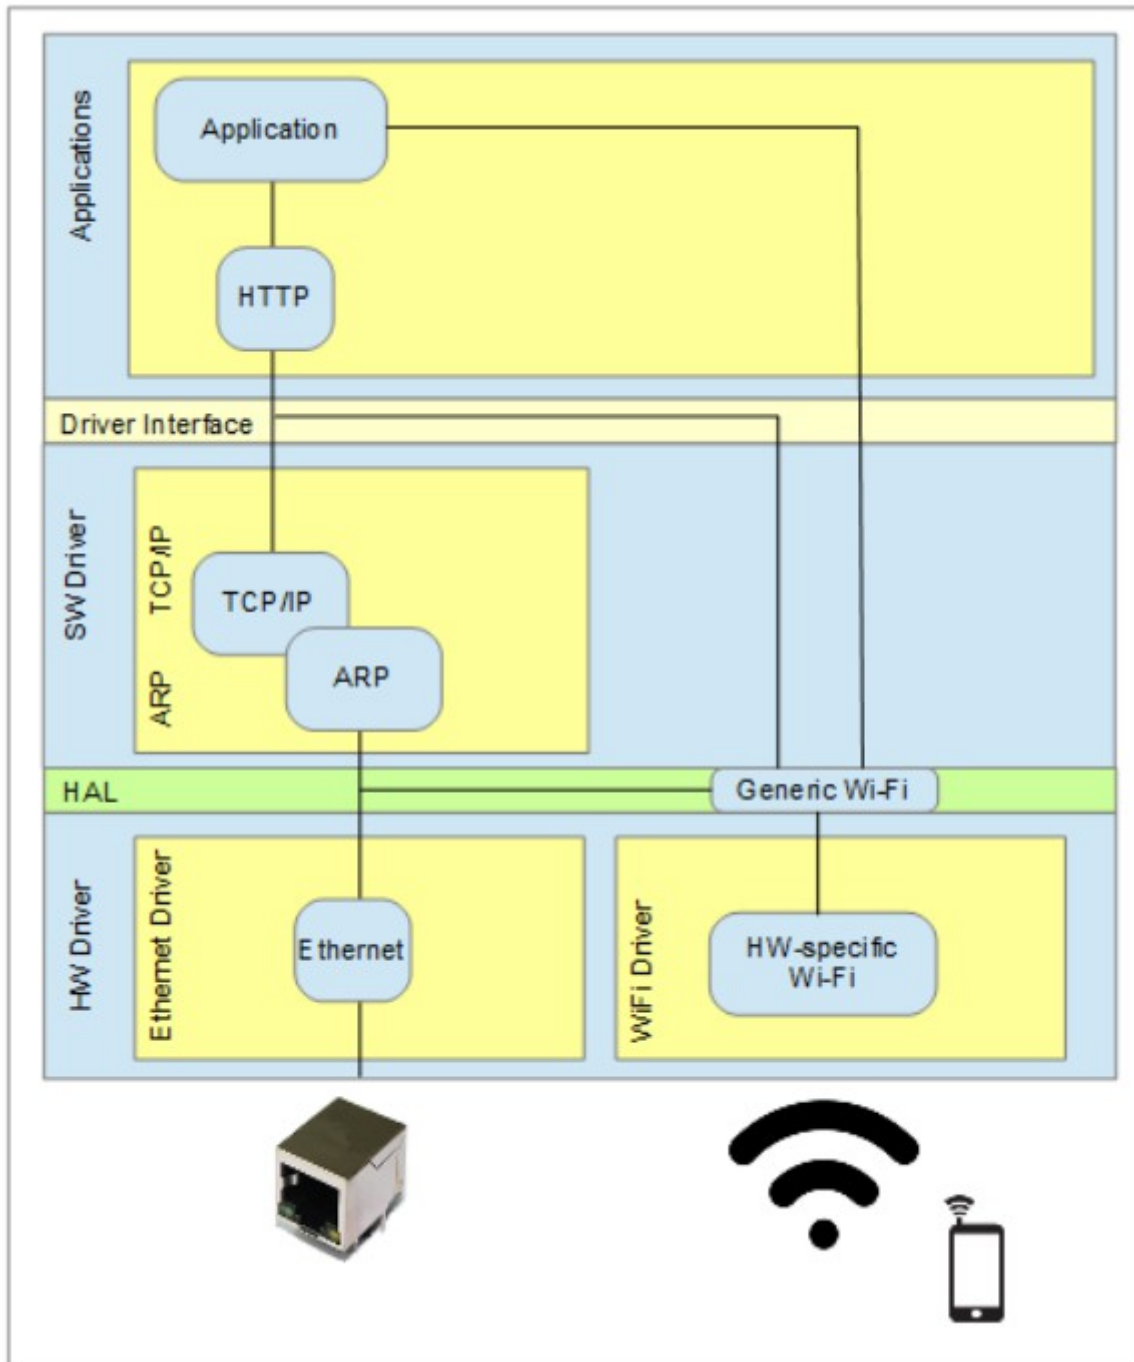 Applications
Application
HTTP
Driver Interface
SW Driver
TCP/IP
ARP
TCP/IP
ARP
HAL
Generic Wi-Fi
HW Driver
Ethernet Driver
Ethernet
WiFi Driver
HW-specific
Wi-Fi